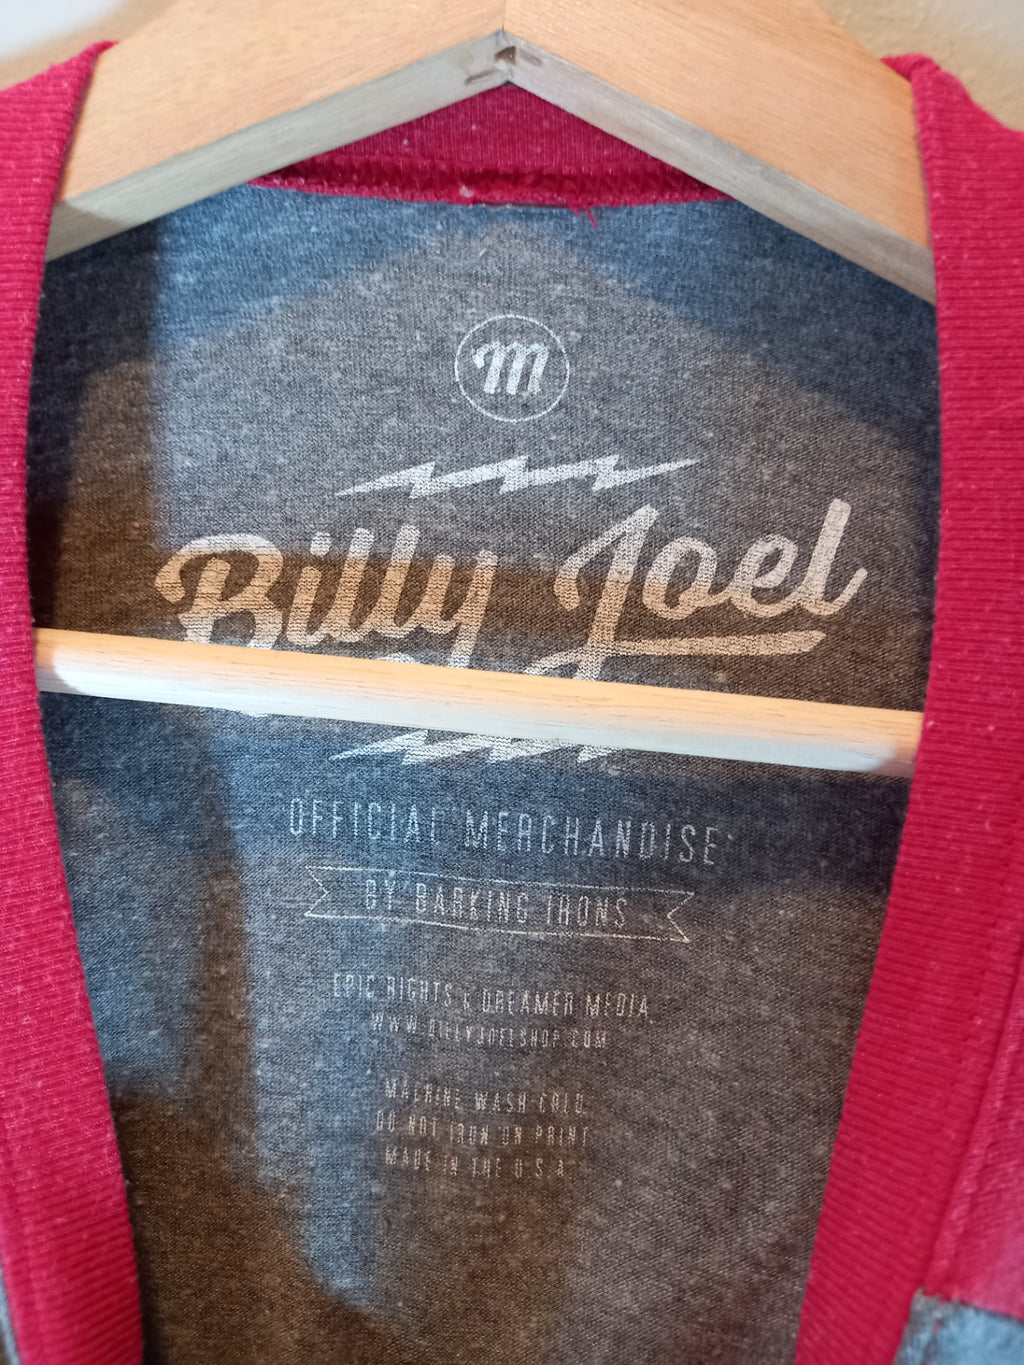 M
Billy Joel
OFFICIAL MERCHANDISE
BY BARKING IRONS
EPIC RIGHTS & DREAMER MEDIA
WWW.BILLYJOELSHOP.COM
MACHINE WASH COLD
DO NOT IRON ON PRINT
MADE IN THE U.S.A.